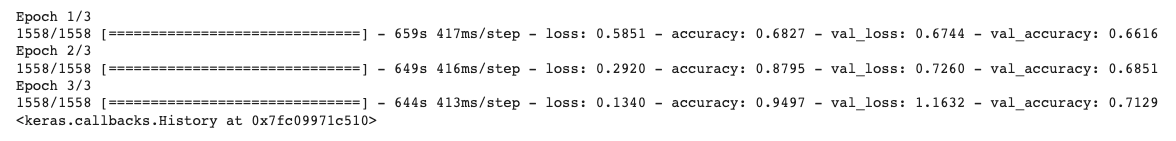 Epoch 1/3
1558/1558 [==============================] - 659s 417ms/step - loss: 0.5851 - accuracy: 0.6827 - val_loss: 0.6744 - val_accuracy: 0.6616
Epoch 2/3
1558/1558 [==============================] - 649s 416ms/step - loss: 0.2920 - accuracy: 0.8795 - val_loss: 0.7260 - val_accuracy: 0.6851
Epoch 3/3
1558/1558 [==============================] - 644s 413ms/step - loss: 0.1340 - accuracy: 0.9497 - val_loss: 1.1632 - val_accuracy: 0.7129
<keras.callbacks.History at 0x7fc09971c510>